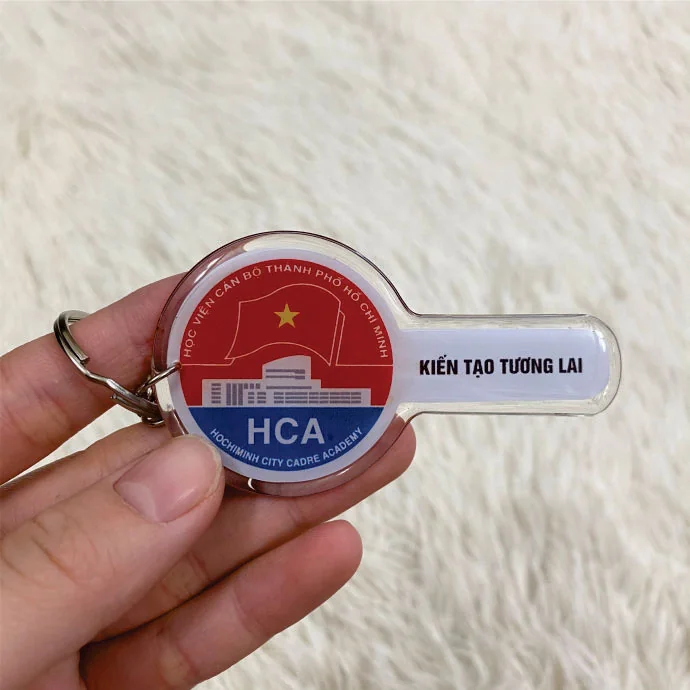 HỌC VIỆN CÁN BỘ THÀNH PHỐ HỒ CHÍ MINH
HCA
HOCHIMINH CITY CADRE ACADEMY
KIẾN TẠO TƯƠNG LAI